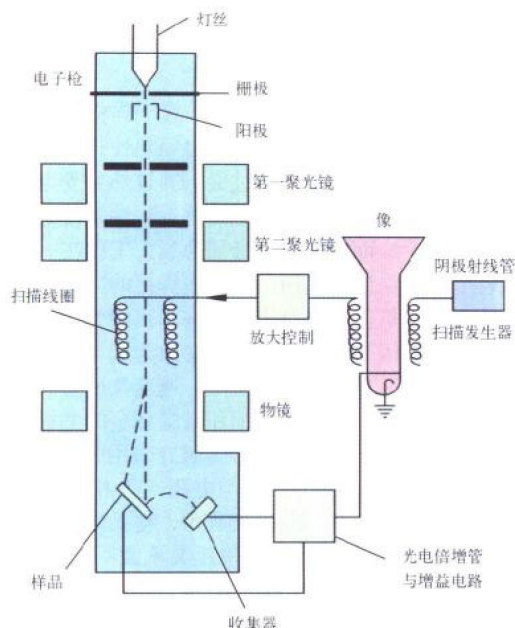 灯丝
电子枪
栅极
阳极
第一聚光镜
第二聚光镜
像
阴极射线管
扫描线圈
放大控制
扫描发生器
物镜
样品
收集器
光电倍增管
与增益电路